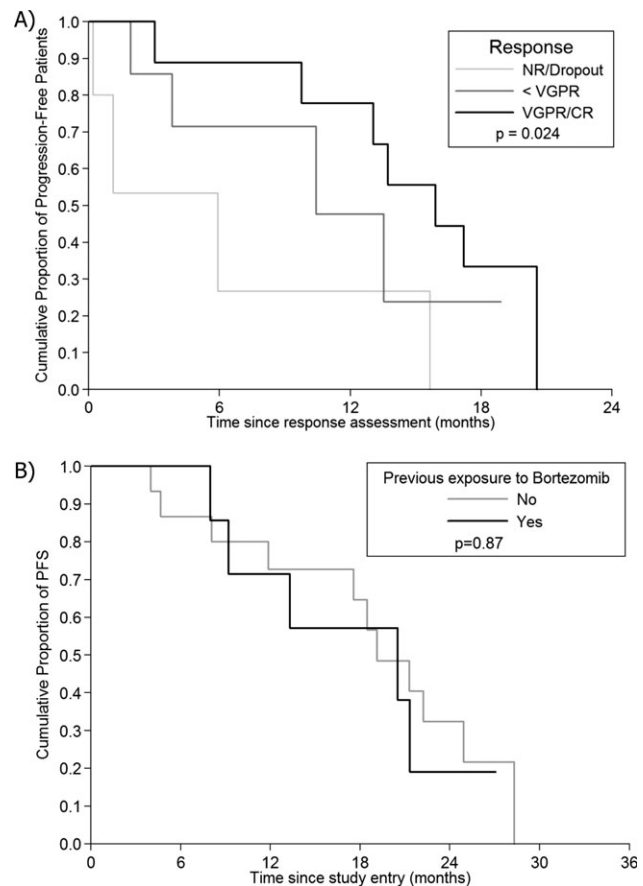 A)
Cumulative Proportion of Progression-Free Patients
1.0
0.9
0.8
0.7
0.6
0.5
0.4
0.3
0.2
0.1
0.0
Response
NR/Dropout
< VGPR
VGPR/CR
p = 0.024
0 6 12 18 24
Time since response assessment (months)
B)
Cumulative Proportion of PFS
1.0
0.9
0.8
0.7
0.6
0.5
0.4
0.3
0.2
0.1
0.0
Previous exposure to Bortezomib
No
Yes
p=0.87
0 6 12 18 24 30 36
Time since study entry (months)